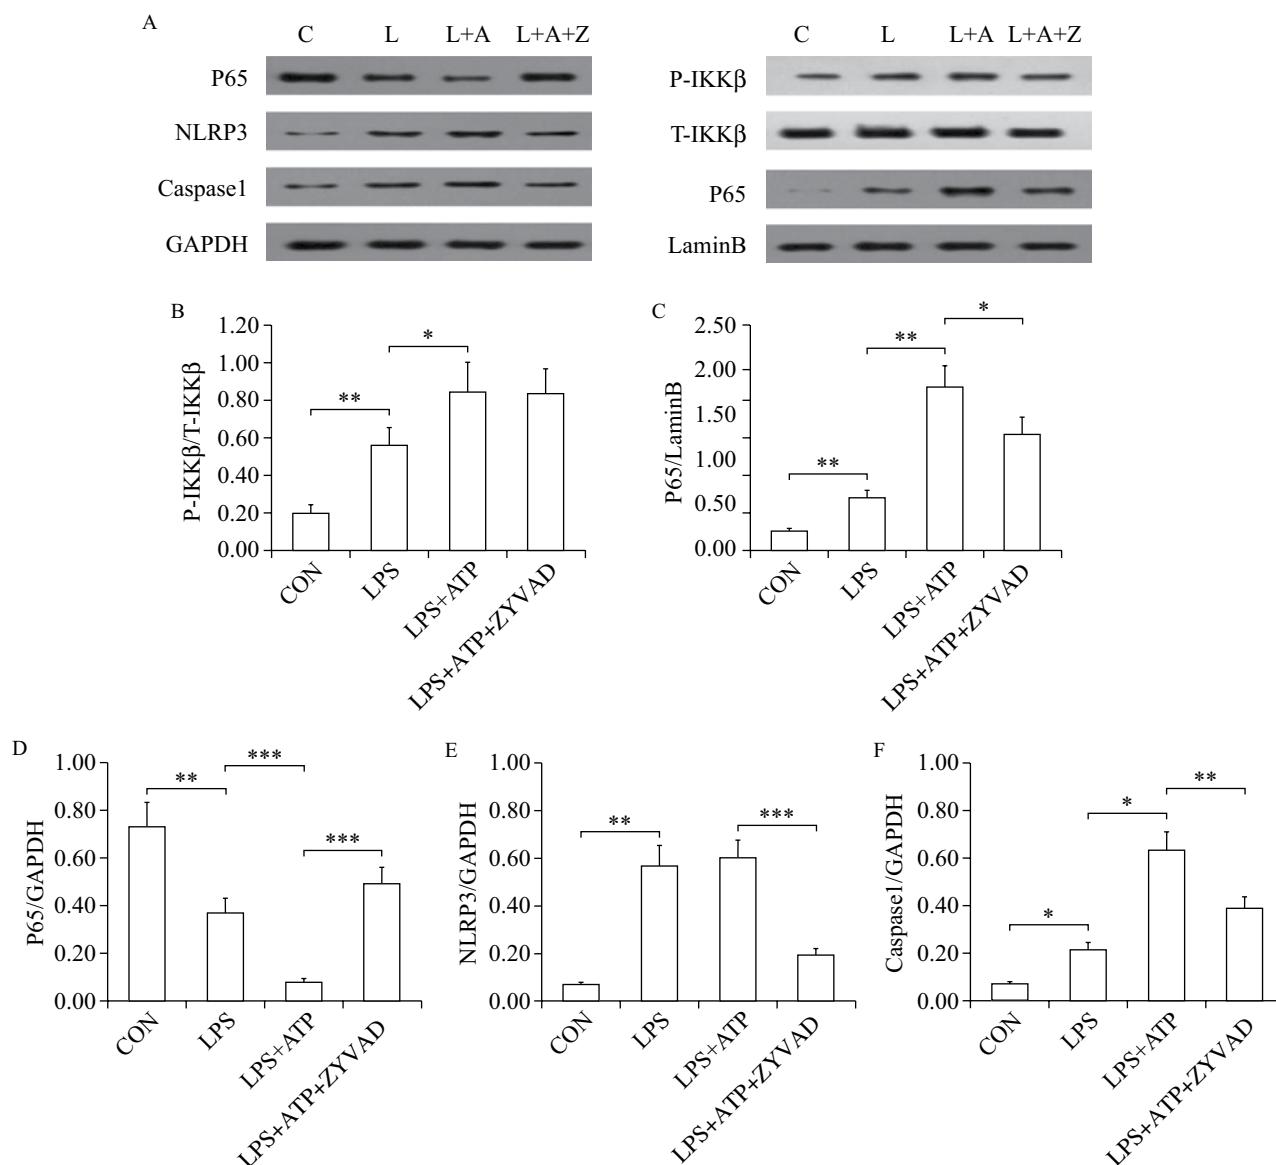 A
C L L+A L+A+Z
P65
NLRP3
Caspase1
GAPDH
C L L+A L+A+Z
P-IKKβ
T-IKKβ
P65
LaminB
B
P-IKKβ/T-IKKβ
1.20
1.00
0.80
0.60
0.40
0.20
0.00
**
*
CON
LPS
LPS+ATP
LPS+ATP+ZYVAD
C
P65/LaminB
2.50
2.00
1.50
1.00
0.50
0.00
**
**
*
CON
LPS
LPS+ATP
LPS+ATP+ZYVAD
D
P65/GAPDH
1.00
0.80
0.60
0.40
0.20
0.00
**
***
***
CON
LPS
LPS+ATP
LPS+ATP+ZYVAD
E
NLRP3/GAPDH
1.00
0.80
0.60
0.40
0.20
0.00
**
***
CON
LPS
LPS+ATP
LPS+ATP+ZYVAD
F
Caspase1/GAPDH
1.00
0.80
0.60
0.40
0.20
0.00
*
*
**
CON
LPS
LPS+ATP
LPS+ATP+ZYVAD